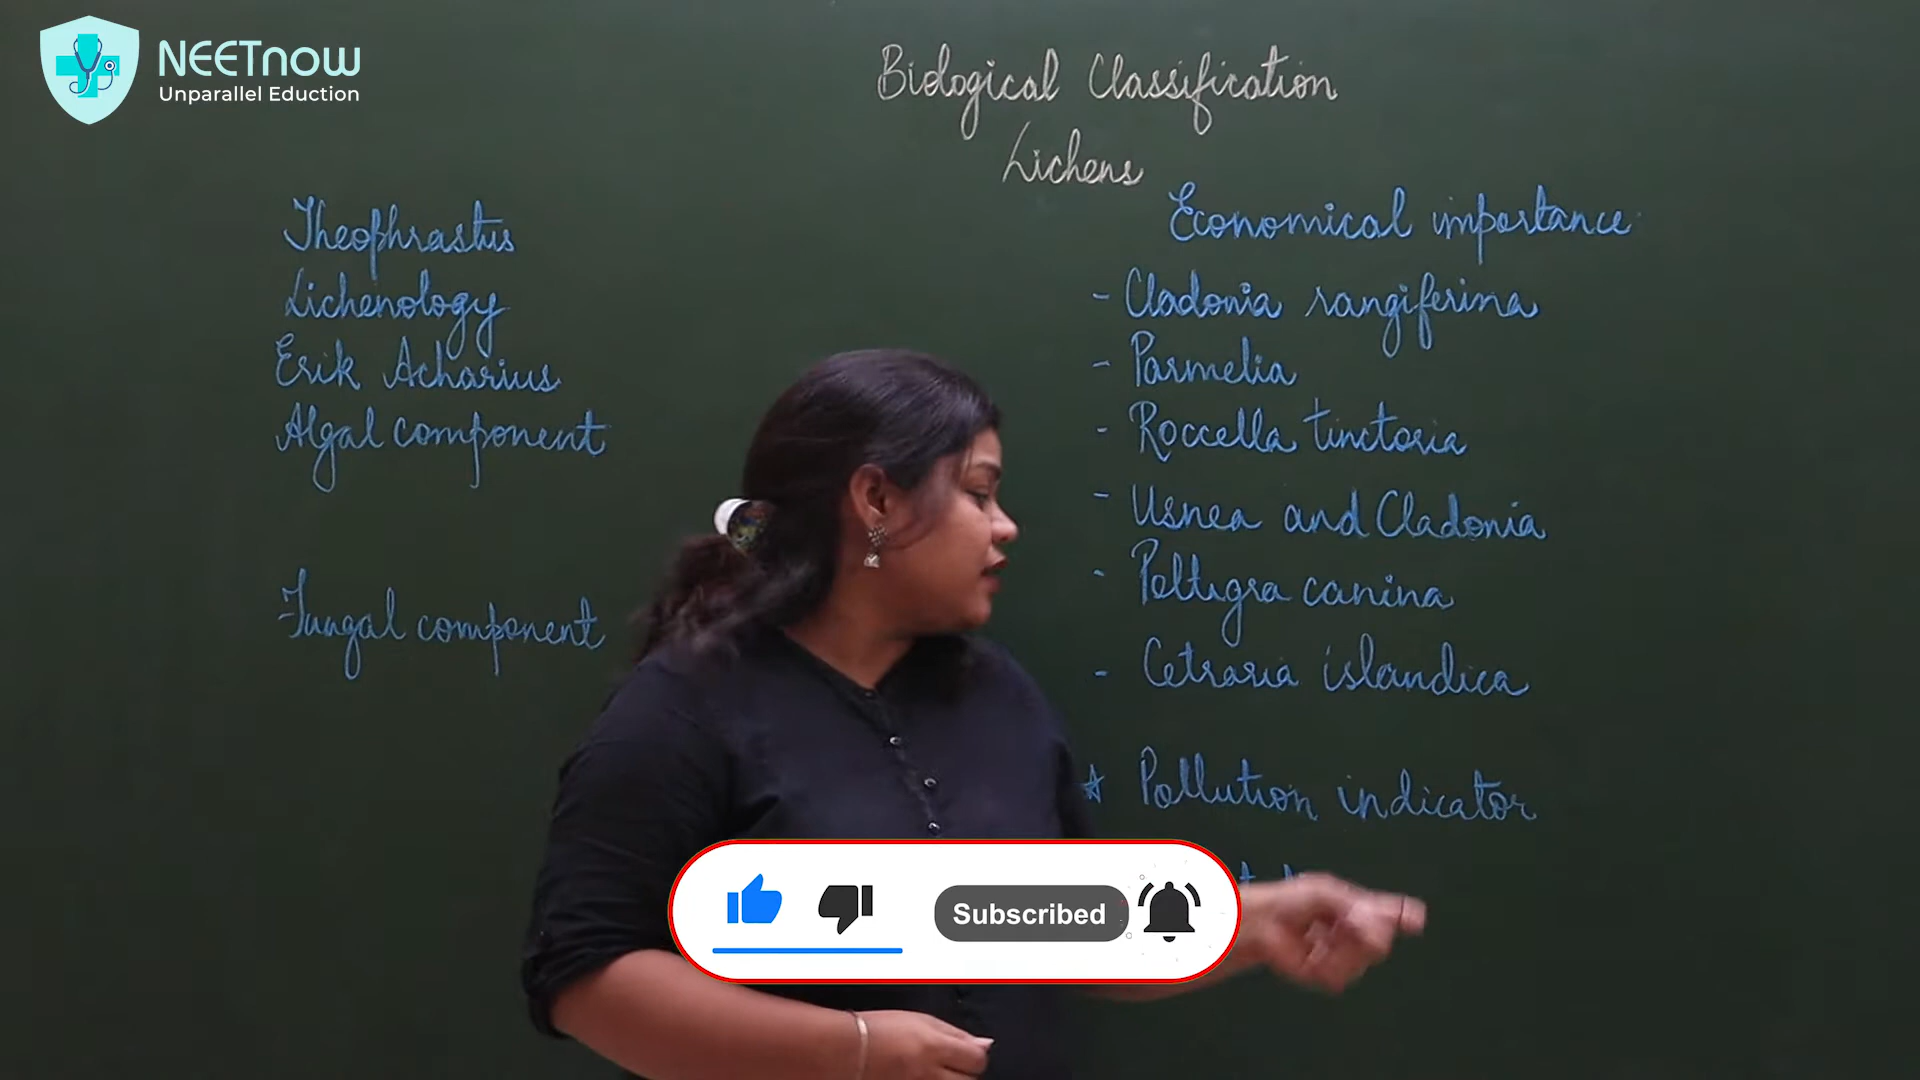 NEETnow
Unparallel Eduction
Biological Classification
Lichens
Theophrastus
Lichenology
Erik Acharius
Algal component
Fungal component
Economical importance
- Cladonia rangiferina
- Parmelia
- Roccella tinctoria
- Usnea and Cladonia
- Peltigra canina
- Cetraria islandica
★ Pollution indicator
Subscribed